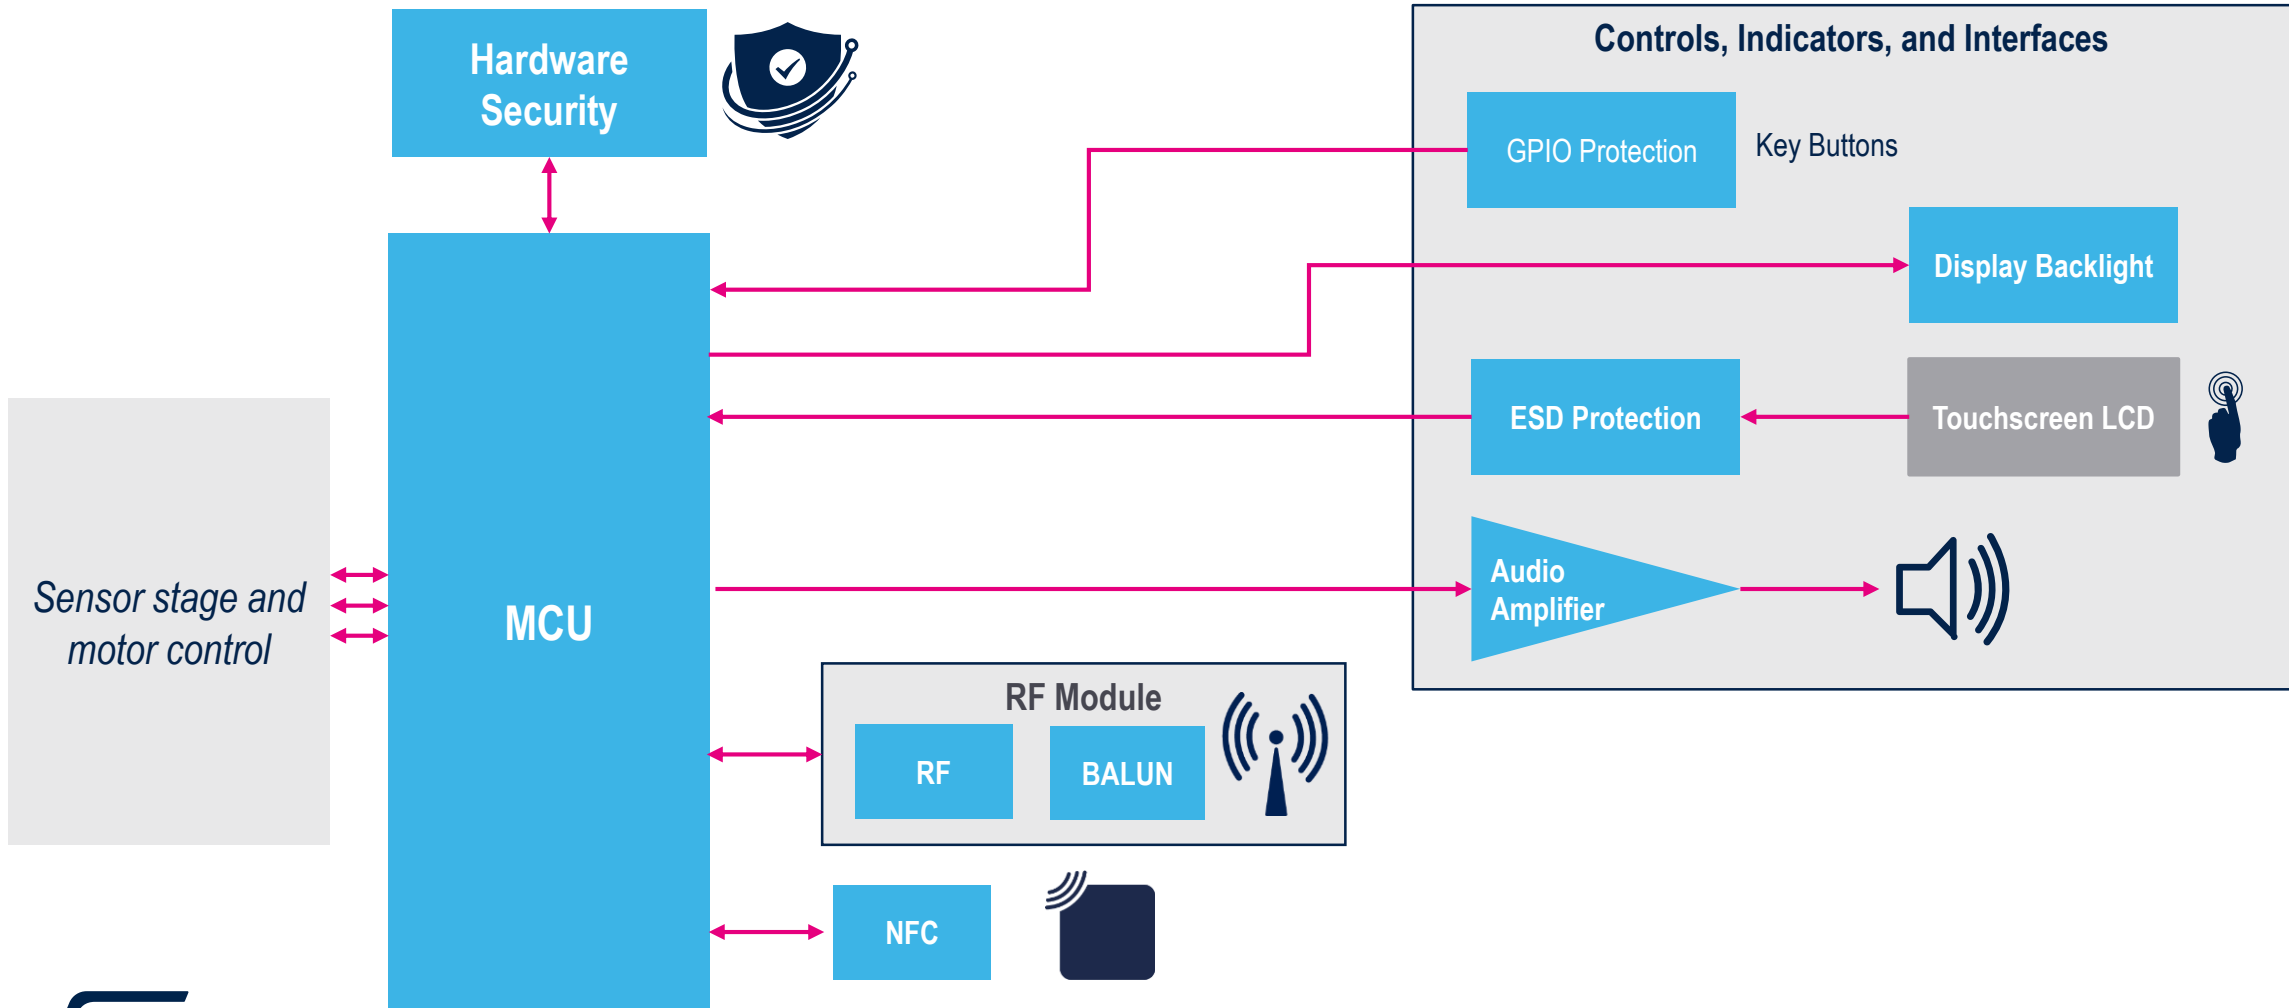 Hardware
Security
Controls, Indicators, and Interfaces
GPIO Protection
Key Buttons
Display Backlight
ESD Protection
Touchscreen LCD
Audio
Amplifier
Sensor stage and
motor control
MCU
RF Module
RF
BALUN
NFC